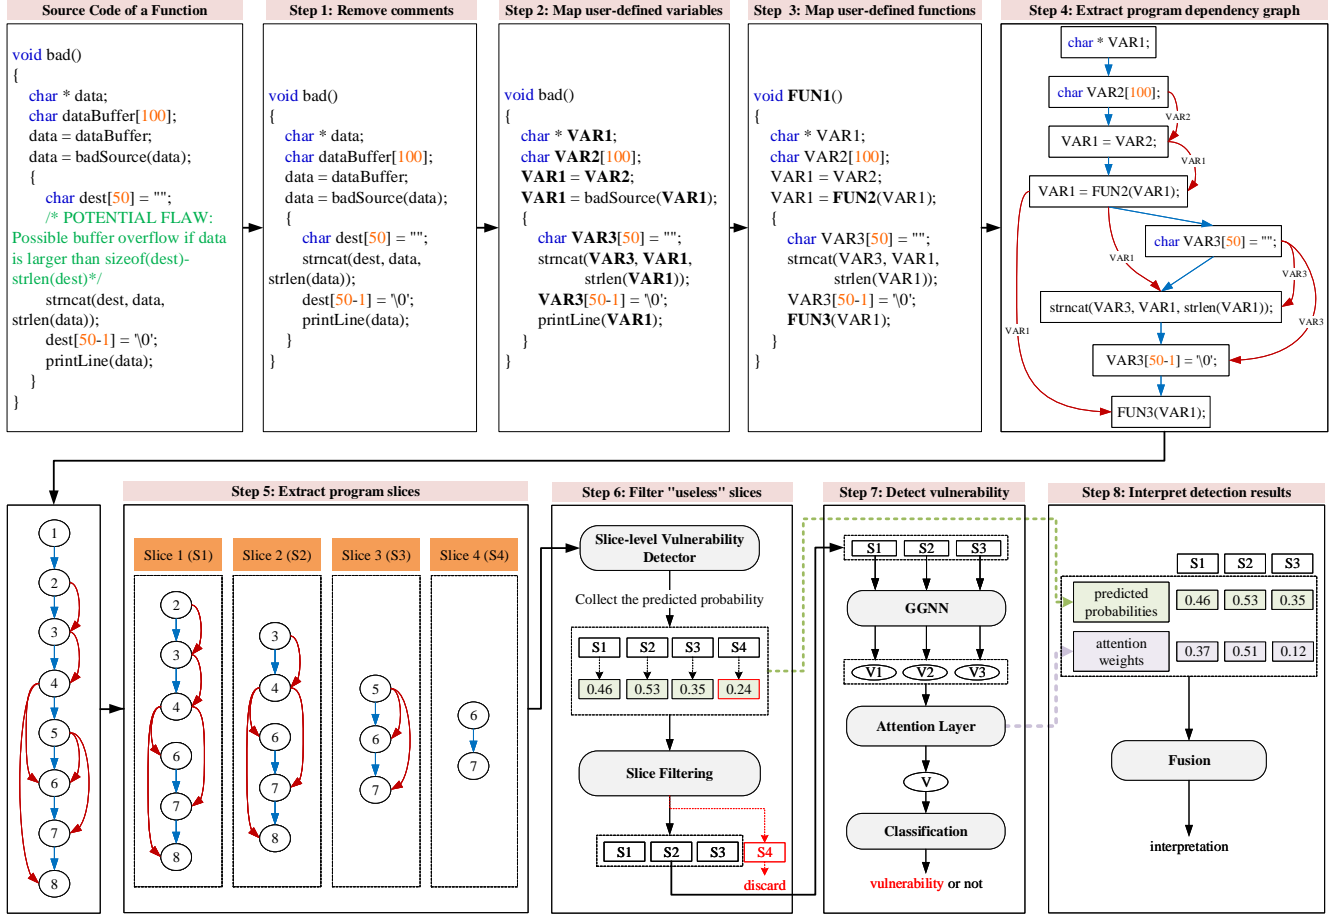 Source Code of a Function
void bad()
{
char * data;
char dataBuffer[100];
data = dataBuffer;
data = badSource(data);
{
char dest[50] = "";
/* POTENTIAL FLAW:
Possible buffer overflow if data
is larger than sizeof(dest)-
strlen(dest)*/
strncat(dest, data,
strlen(data));
dest[50-1] = '\0';
printLine(data);
}
}
Step 1: Remove comments
void bad()
{
char * data;
char dataBuffer[100];
data = dataBuffer;
data = badSource(data);
{
char dest[50] = "";
strncat(dest, data,
strlen(data));
dest[50-1] = '\0';
printLine(data);
}
}
Step 2: Map user-defined variables
void bad()
{
char * VAR1;
char VAR2[100];
VAR1 = VAR2;
VAR1 = badSource(VAR1);
{
char VAR3[50] = "";
strncat(VAR3, VAR1,
strlen(VAR1));
VAR3[50-1] = '\0';
printLine(VAR1);
}
}
Step 3: Map user-defined functions
void FUN1()
{
char * VAR1;
char VAR2[100];
VAR1 = VAR2;
VAR1 = FUN2(VAR1);
{
char VAR3[50] = "";
strncat(VAR3, VAR1,
strlen(VAR1));
VAR3[50-1] = '\0';
FUN3(VAR1);
}
}
Step 4: Extract program dependency graph
char * VAR1;
char VAR2[100];
VAR2
VAR1 = VAR2;
VAR1
VAR1 = FUN2(VAR1);
char VAR3[50] = "";
VAR1
VAR3
strncat(VAR3, VAR1, strlen(VAR1));
VAR3
VAR1
VAR3[50-1] = '\0';
FUN3(VAR1);
1
2
3
4
5
6
7
8
Step 5: Extract program slices
Slice 1 (S1)
2
3
4
6
7
8
Slice 2 (S2)
3
4
6
7
8
Slice 3 (S3)
5
6
7
Slice 4 (S4)
6
7
Step 6: Filter "useless" slices
Slice-level Vulnerability
Detector
Collect the predicted probability
S1 S2 S3 S4
0.46 0.53 0.35 0.24
Slice Filtering
S1 S2 S3 S4
discard
Step 7: Detect vulnerability
S1 S2 S3
GGNN
V1 V2 V3
Attention Layer
V
Classification
vulnerability or not
Step 8: Interpret detection results
S1 S2 S3
predicted
probabilities
0.46 0.53 0.35
attention
weights
0.37 0.51 0.12
Fusion
interpretation